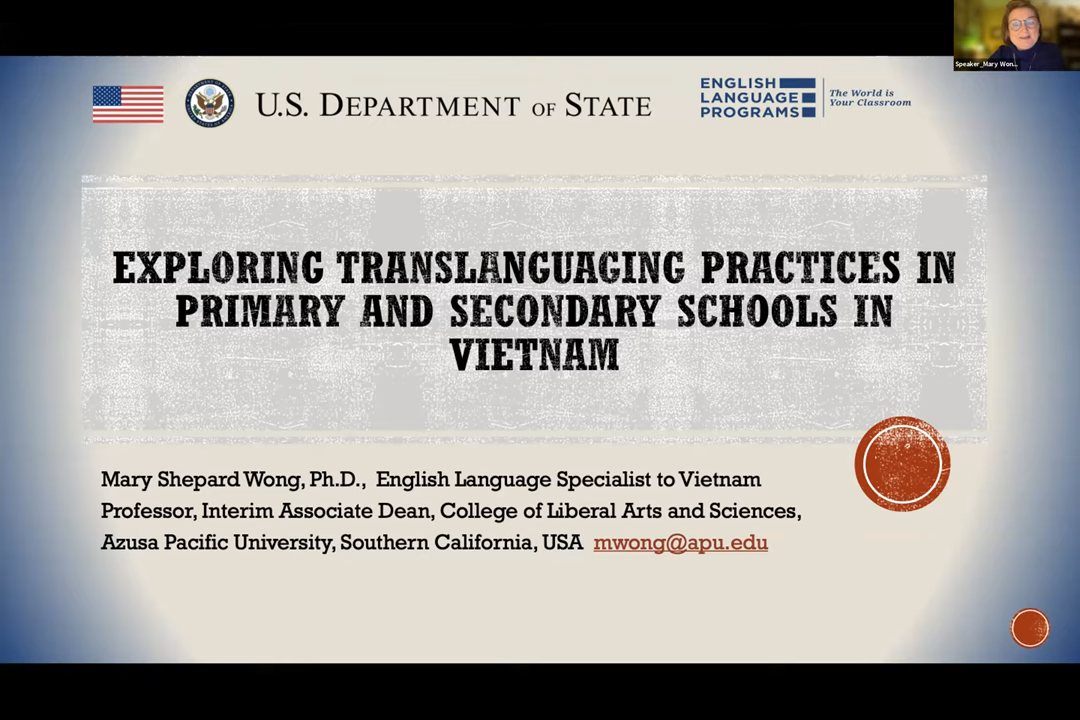 Speaker_Mary Won...
U.S. DEPARTMENT OF STATE
ENGLISH
LANGUAGE
PROGRAMS
The World is
Your Classroom
EXPLORING TRANSLANGUAGING PRACTICES IN
PRIMARY AND SECONDARY SCHOOLS IN
VIETNAM
Mary Shepard Wong, Ph.D., English Language Specialist to Vietnam
Professor, Interim Associate Dean, College of Liberal Arts and Sciences,
Azusa Pacific University, Southern California, USA mwong@apu.edu